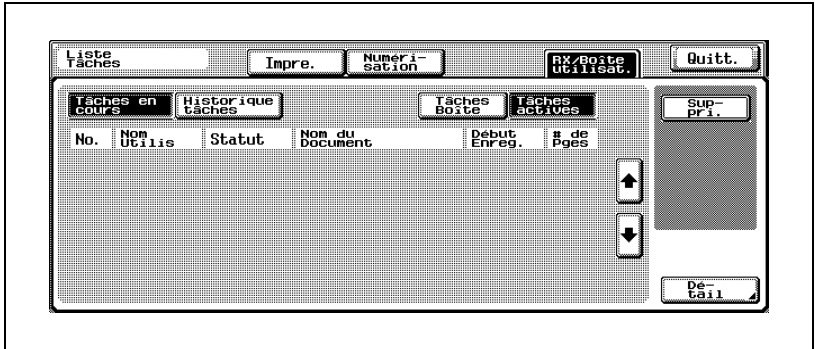 Liste
Tâches
Impre.
Numéri-
sation
RX/Boîte
utilisat.
Quitt.
Tâches en
cours
Historique
tâches
Tâches
Boîte
Tâches
actives
Sup-
pri.
No.
Nom
Utilis
Statut
Nom du
Document
Début
Enreg.
# de
Pges
Dé-
tail